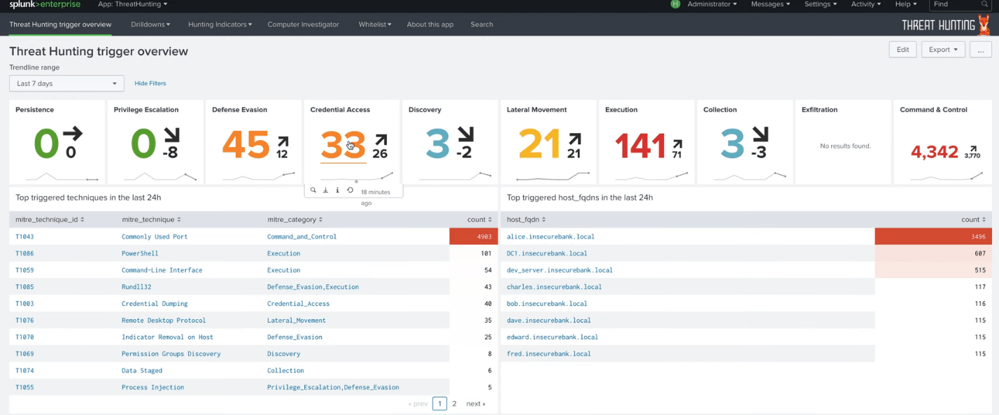 splunk>enterprise App: ThreatHunting Administrator Messages Settings Activity Help Find
Threat Hunting trigger overview Drilldowns Hunting Indicators Computer Investigator Whitelist About this app Search THREAT HUNTING
Threat Hunting trigger overview Edit Export ...
Trendline range
Last 7 days Hide Filters
Persistence Privilege Escalation Defense Evasion Credential Access Discovery Lateral Movement Execution Collection Exfiltration Command & Control
0 0 0 -8 45 12 33 26 3 -2 21 21 141 71 3 -3 No results found. 4,342 3,770
18 minutes
ago
Top triggered techniques in the last 24h
mitre_technique_id mitre_technique mitre_category count
T1043 Commonly Used Port Command_and_Control 4903
T1086 PowerShell Execution 101
T1059 Command-Line Interface Execution 54
T1085 Rundll32 Defense_Evasion,Execution 43
T1003 Credential Dumping Credential_Access 40
T1076 Remote Desktop Protocol Lateral_Movement 35
T1070 Indicator Removal on Host Defense_Evasion 25
T1069 Permission Groups Discovery Discovery 8
T1074 Data Staged Collection 6
T1055 Process Injection Privilege_Escalation,Defense_Evasion 5
« prev 1 2 next »
Top triggered host_fqdns in the last 24h
host_fqdn count
alice.insecurebank.local 3496
DC1.insecurebank.local 607
dev_server.insecurebank.local 515
charles.insecurebank.local 117
bob.insecurebank.local 116
dave.insecurebank.local 115
edward.insecurebank.local 115
fred.insecurebank.local 115